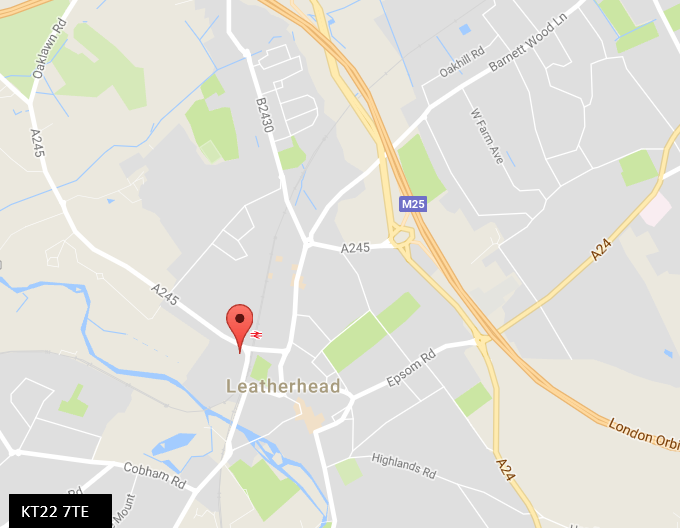 Oaklawn Rd
Barnett Wood Ln
Oakhill Rd
B2430
W Farm Ave
A245
M25
A245
A24
A245
Leatherhead
Epsom Rd
London Orbi
Highlands Rd
A24
Cobham Rd
Rd
Mount
KT22 7TE